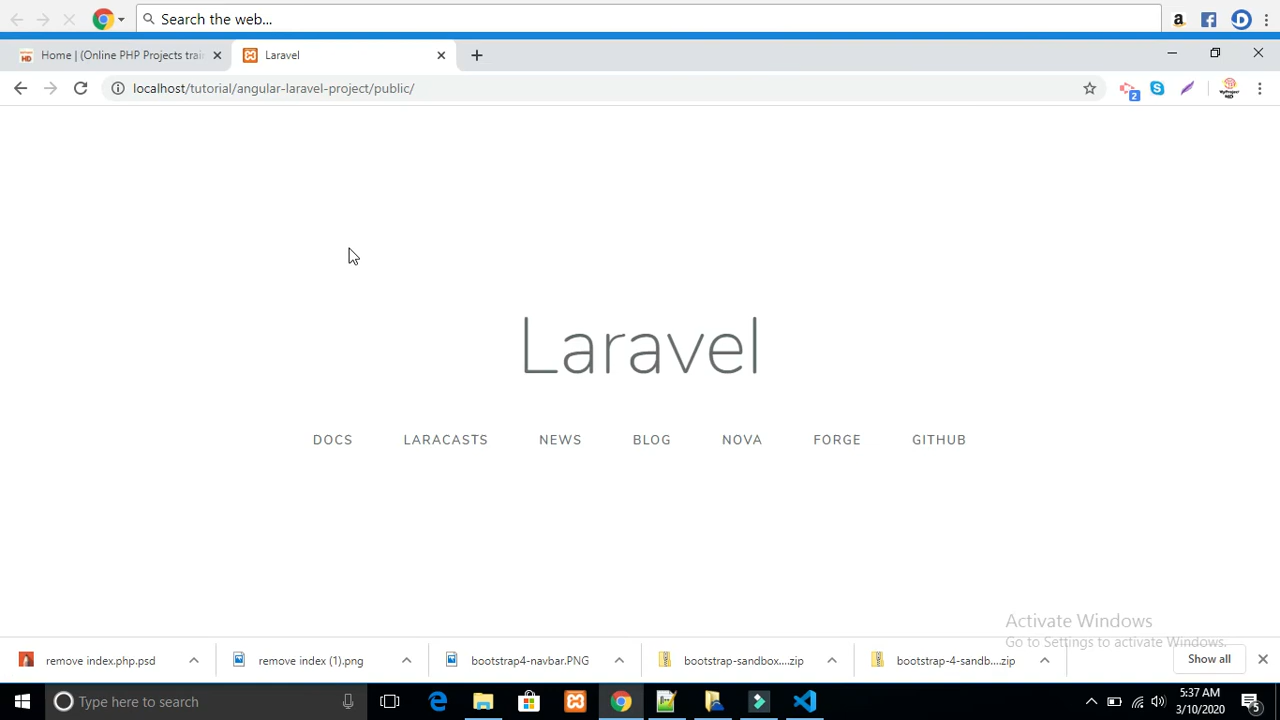 Search the web...
Home | (Online PHP Projects trai
Laravel
localhost/tutorial/angular-laravel-project/public/
2
Laravel
DOCS LARACASTS NEWS BLOG NOVA FORGE GITHUB
Activate Windows
Go to Settings to activate Windows.
remove index.php.psd
remove index (1).png
bootstrap4-navbar.PNG
bootstrap-sandbox....zip
bootstrap-4-sandb....zip
Show all
Type here to search
5:37 AM
3/10/2020
5